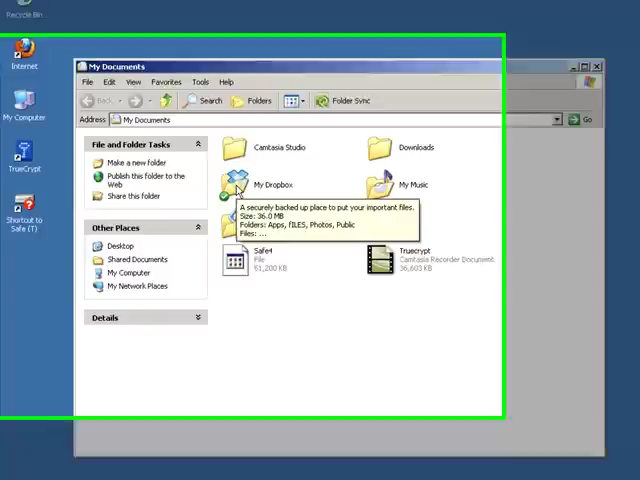 Recycle Bin
Internet
My Computer
TrueCrypt
Shortcut to
Safe (T)
My Documents
File Edit View Favorites Tools Help
Back Search Folders Folder Sync
Address My Documents Go
File and Folder Tasks
Make a new folder
Publish this folder to the
Web
Share this folder
Other Places
Desktop
Shared Documents
My Computer
My Network Places
Details
Camtasia Studio
Downloads
My Dropbox
My Music
A securely backed up place to put your important files.
Size: 36.0 MB
Folders: Apps, fILES, Photos, Public
Files: ...
Safe4
File
61,200 KB
Truecrypt
Camtasia Recorder Document
36,603 KB